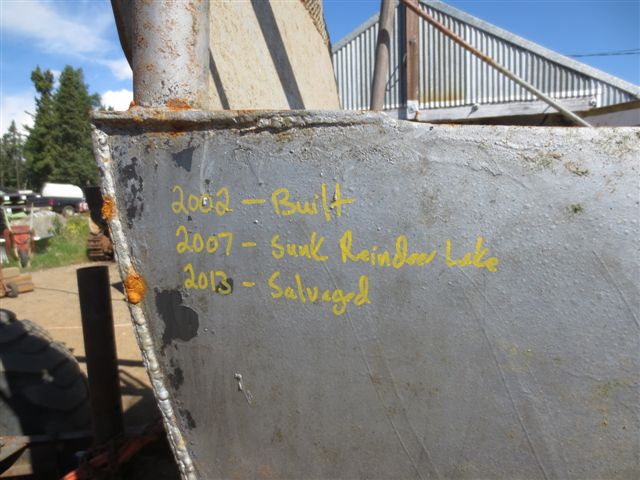 2002 - Built
2007 - Sunk Reindeer Lake
2013 - Salvaged